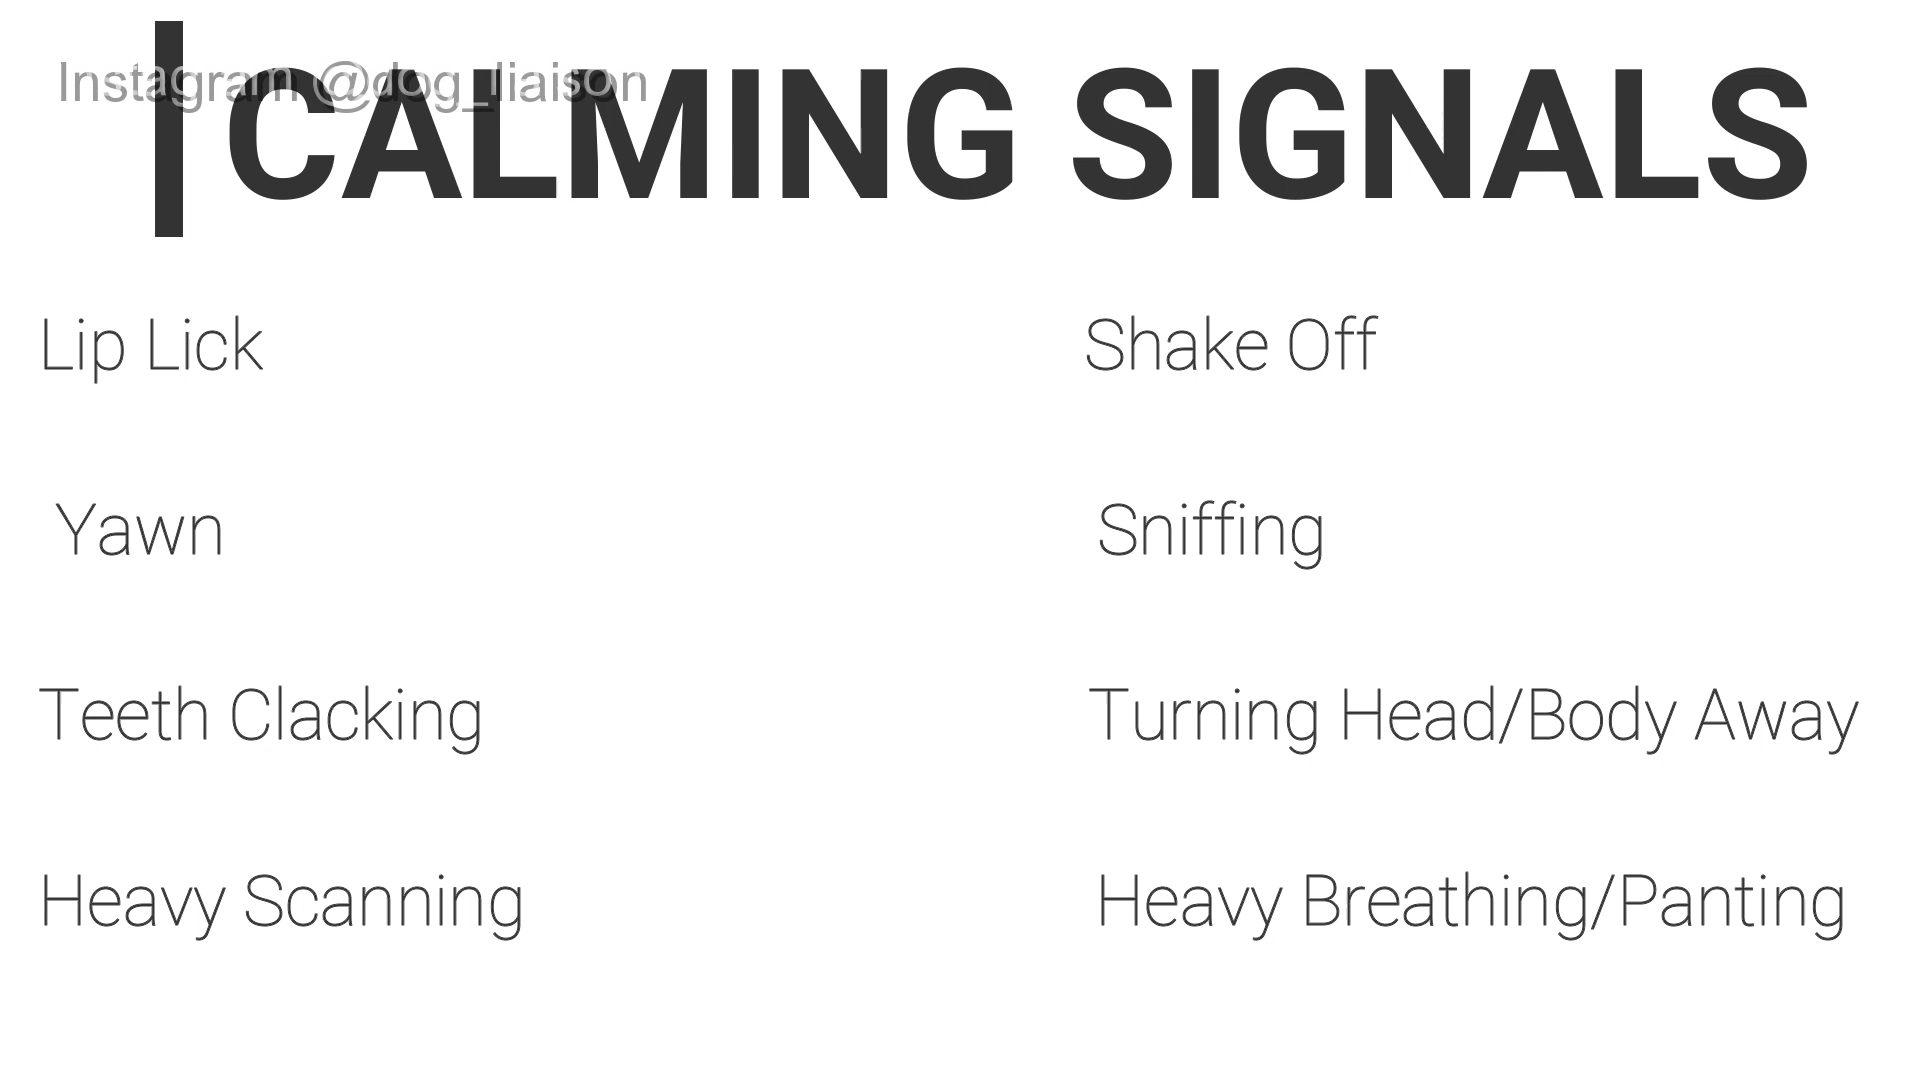 Instagram @dog_liaison
CALMING SIGNALS
Lip Lick
Shake Off
Yawn
Sniffing
Teeth Clacking
Turning Head/Body Away
Heavy Scanning
Heavy Breathing/Panting